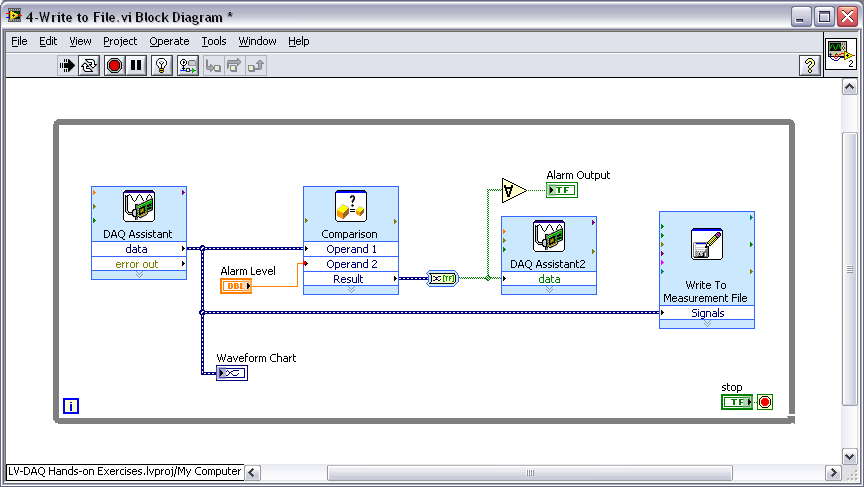 4-Write to File.vi Block Diagram *
File Edit View Project Operate Tools Window Help
?
2
Alarm Output
TF
DAQ Assistant
data
error out
?
Comparison
Operand 1
Operand 2
Result
Alarm Level
DBL
TF
∀
DAQ Assistant2
data
Write To
Measurement File
Signals
Waveform Chart
stop
TF
i
LV-DAQ Hands-on Exercises.lvproj/My Computer